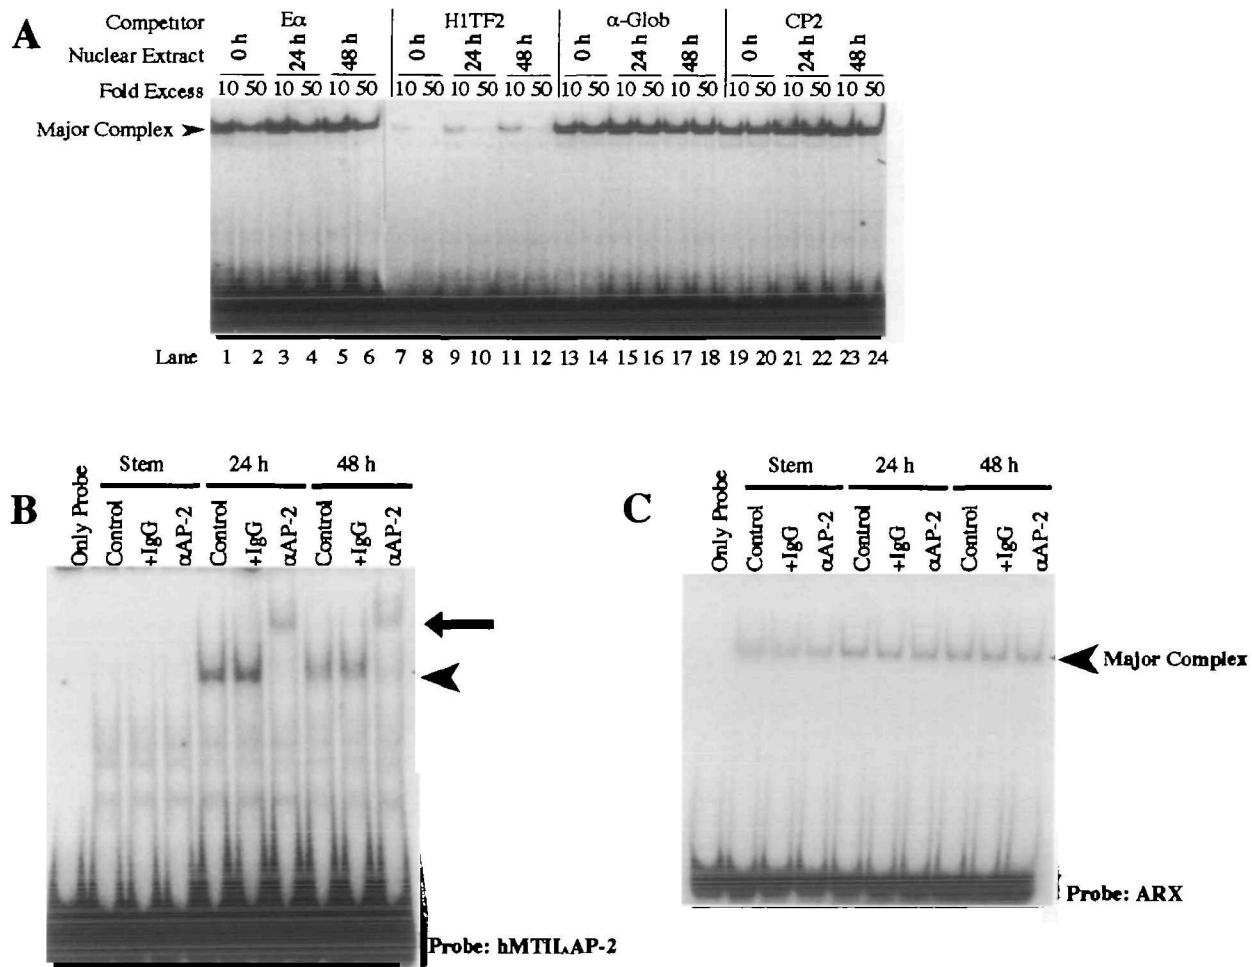 A
Competitor Eα H1TF2 α-Glob CP2
Nuclear Extract 0 h 24 h 48 h 0 h 24 h 48 h 0 h 24 h 48 h 0 h 24 h 48 h
Fold Excess 10 50 10 50 10 50 10 50 10 50 10 50 10 50 10 50 10 50 10 50 10 50 10 50
Major Complex
Lane 1 2 3 4 5 6 7 8 9 10 11 12 13 14 15 16 17 18 19 20 21 22 23 24
B
Stem 24 h 48 h
Only Probe Control +IgG αAP-2 Control +IgG αAP-2 Control +IgG αAP-2
Probe: hMTIIAAP-2
C
Stem 24 h 48 h
Only Probe Control +IgG αAP-2 Control +IgG αAP-2 Control +IgG αAP-2
Major Complex
Probe: ARX